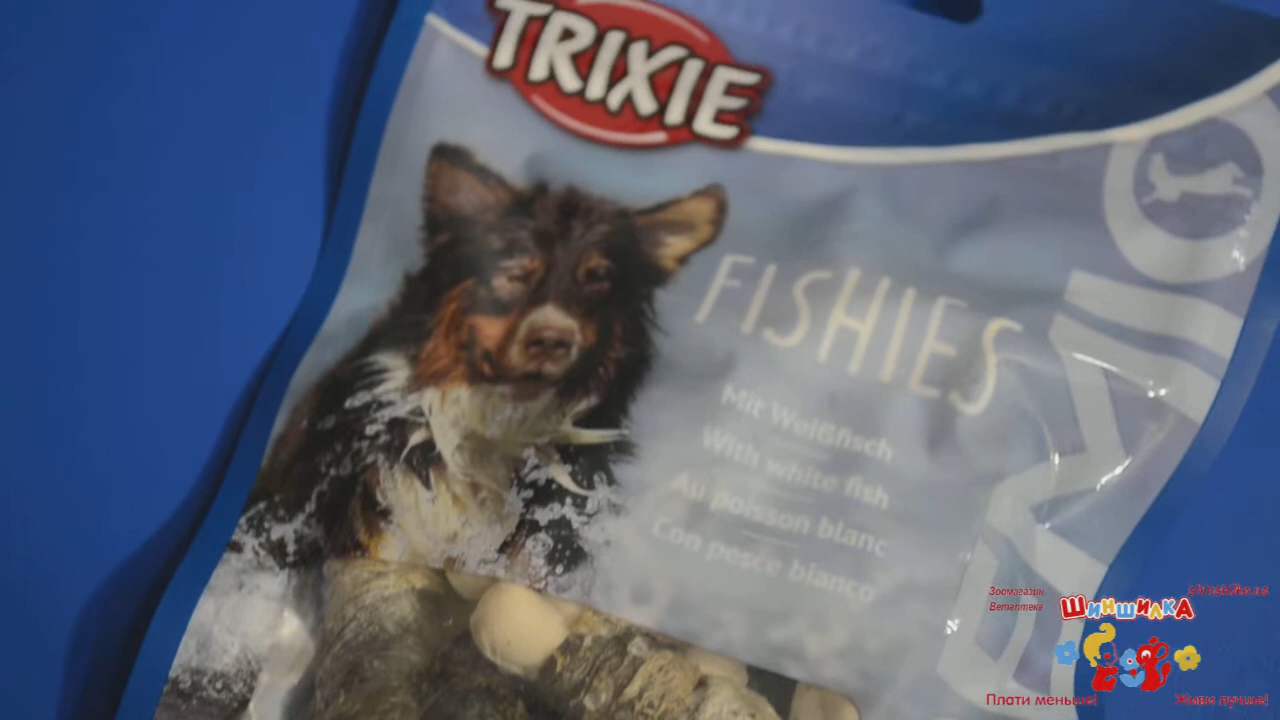 TRIXIE
FISHIES
Mit Weißfisch
With white fish
Au poisson blanc
Con pesce bianco
PREMIO
Зоомагазин
Ветаптека
ШИНШИЛКА
Плати меньше!
Живи лучше!